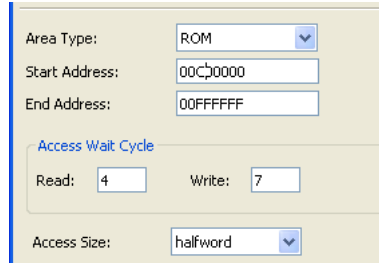 Area Type: ROM
Start Address: 00C00000
End Address: 00FFFFFF
Access Wait Cycle
Read: 4 Write: 7
Access Size: halfword